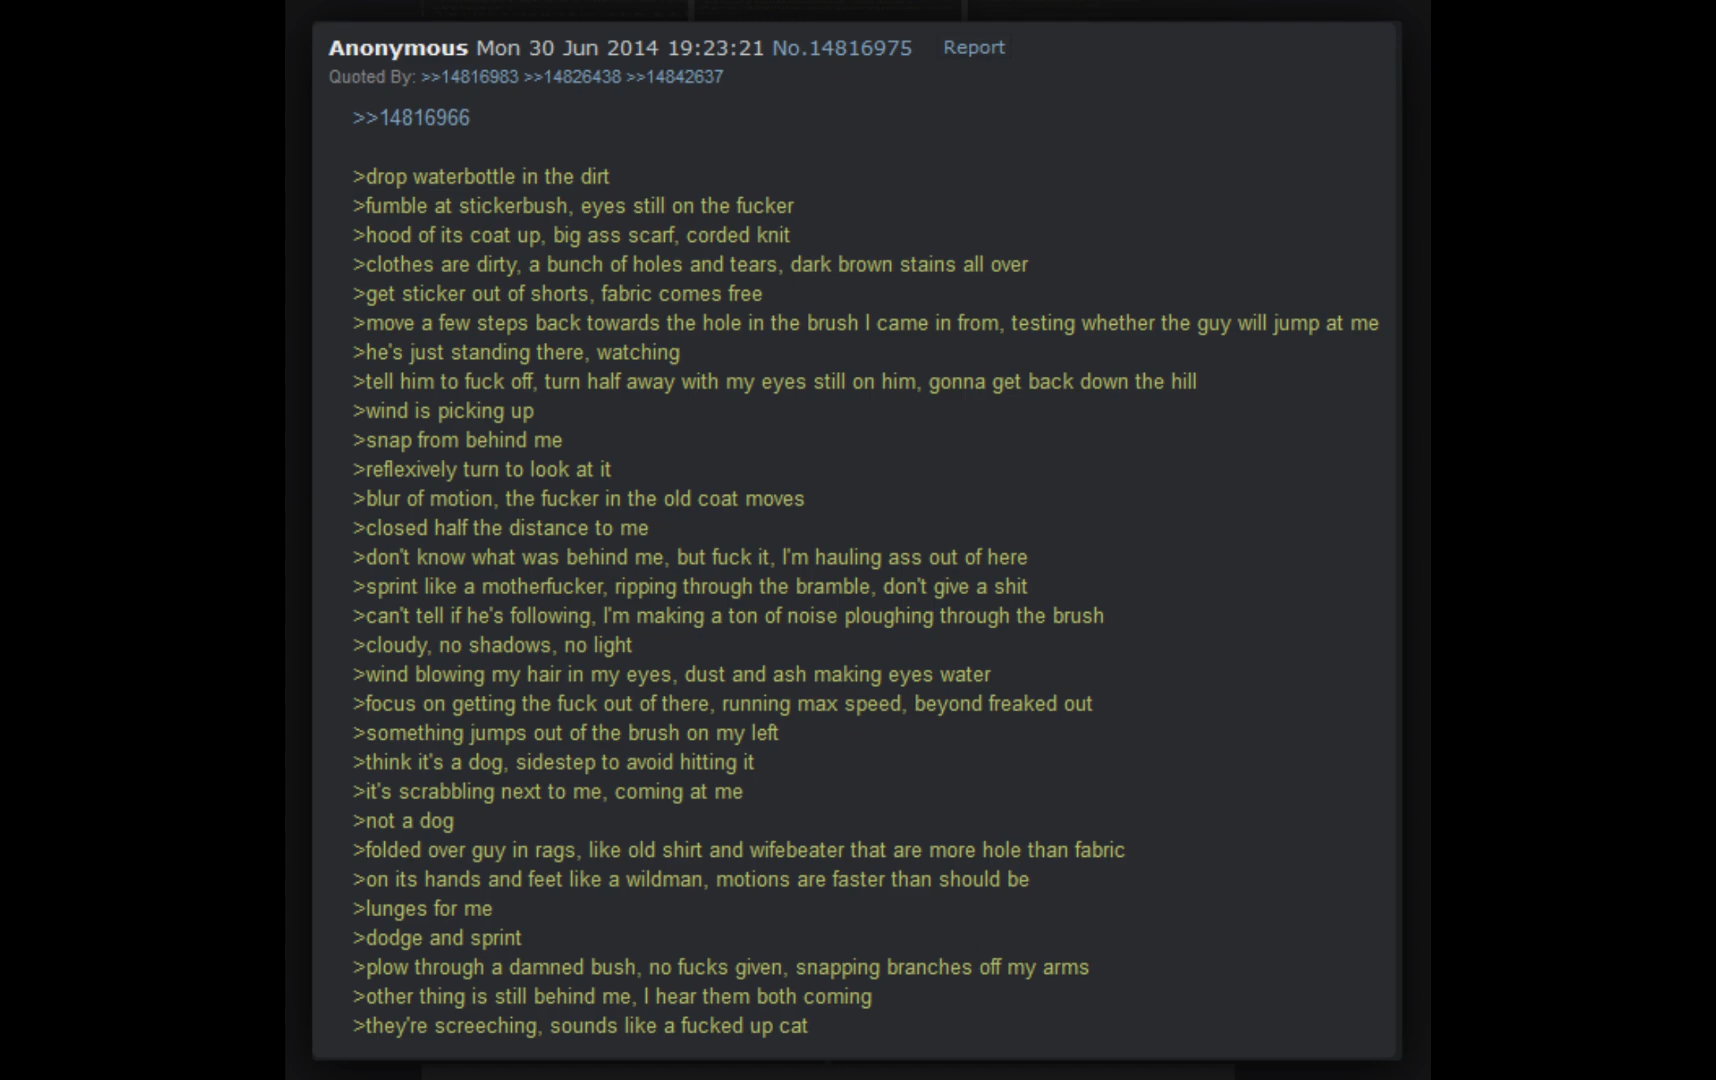 Anonymous Mon 30 Jun 2014 19:23:21 No.14816975 Report
Quoted By: >>14816983 >>14826438 >>14842637
>>14816966
>drop waterbottle in the dirt
>fumble at stickerbush, eyes still on the fucker
>hood of its coat up, big ass scarf, corded knit
>clothes are dirty, a bunch of holes and tears, dark brown stains all over
>get sticker out of shorts, fabric comes free
>move a few steps back towards the hole in the brush I came in from, testing whether the guy will jump at me
>he's just standing there, watching
>tell him to fuck off, turn half away with my eyes still on him, gonna get back down the hill
>wind is picking up
>snap from behind me
>reflexively turn to look at it
>blur of motion, the fucker in the old coat moves
>closed half the distance to me
>don't know what was behind me, but fuck it, I'm hauling ass out of here
>sprint like a motherfucker, ripping through the bramble, don't give a shit
>can't tell if he's following, I'm making a ton of noise ploughing through the brush
>cloudy, no shadows, no light
>wind blowing my hair in my eyes, dust and ash making eyes water
>focus on getting the fuck out of there, running max speed, beyond freaked out
>something jumps out of the brush on my left
>think it's a dog, sidestep to avoid hitting it
>it's scrabbling next to me, coming at me
>not a dog
>folded over guy in rags, like old shirt and wifebeater that are more hole than fabric
>on its hands and feet like a wildman, motions are faster than should be
>lunges for me
>dodge and sprint
>plow through a damned bush, no fucks given, snapping branches off my arms
>other thing is still behind me, I hear them both coming
>they're screeching, sounds like a fucked up cat